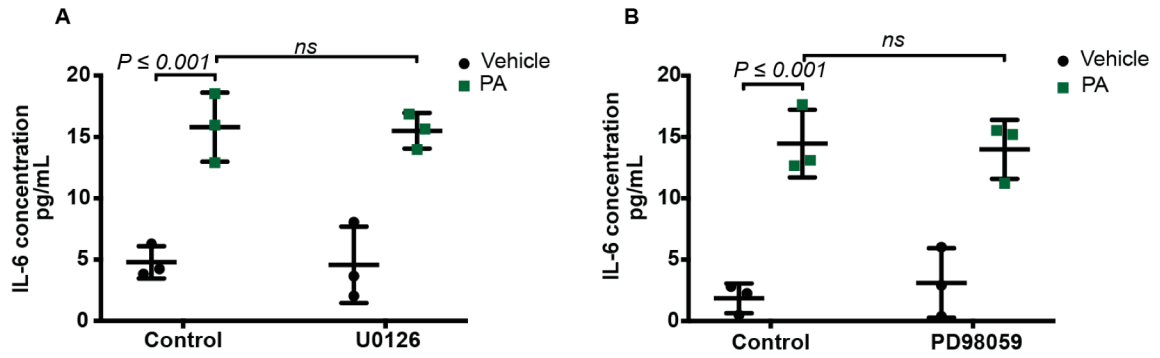 A
P ≤ 0.001
ns
Vehicle
PA
IL-6 concentration
pg/mL
20
15
10
5
0
Control
U0126
B
P ≤ 0.001
ns
Vehicle
PA
IL-6 concentration
pg/mL
20
15
10
5
0
Control
PD98059